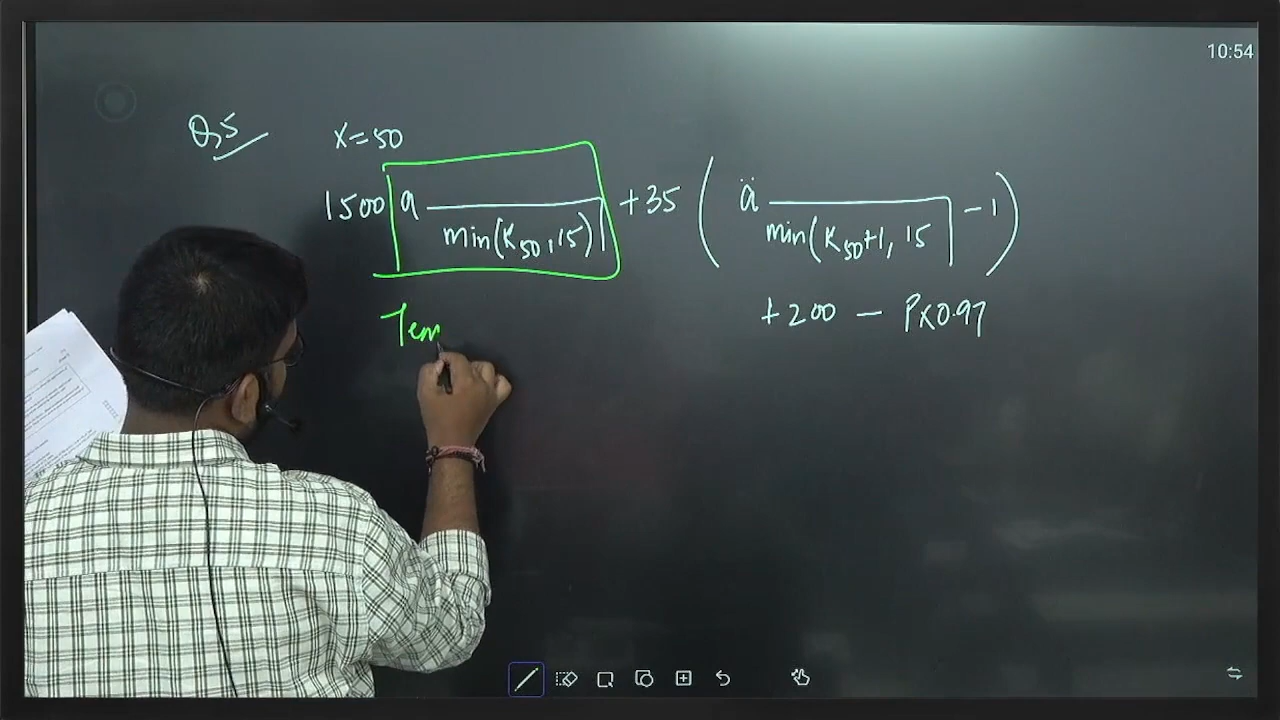 10:54
Q5
x=50
1500 a min(K50, 15) + 35 ( ä min(K50+1, 15 - 1 )
+200 - P×0.97
Tem